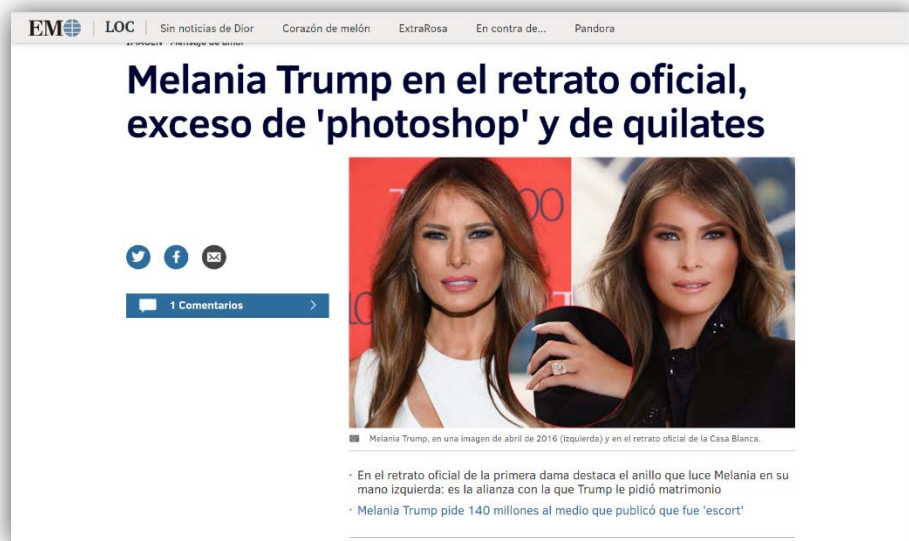 EM LOC Sin noticias de Dior Corazón de melón ExtraRosa En contra de... Pandora
IMAGEN Mensaje de amor
Melania Trump en el retrato oficial,
exceso de 'photoshop' y de quilates
1 Comentarios
Melania Trump, en una imagen de abril de 2016 (izquierda) y en el retrato oficial de la Casa Blanca.
· En el retrato oficial de la primera dama destaca el anillo que luce Melania en su
mano izquierda: es la alianza con la que Trump le pidió matrimonio
· Melania Trump pide 140 millones al medio que publicó que fue 'escort'